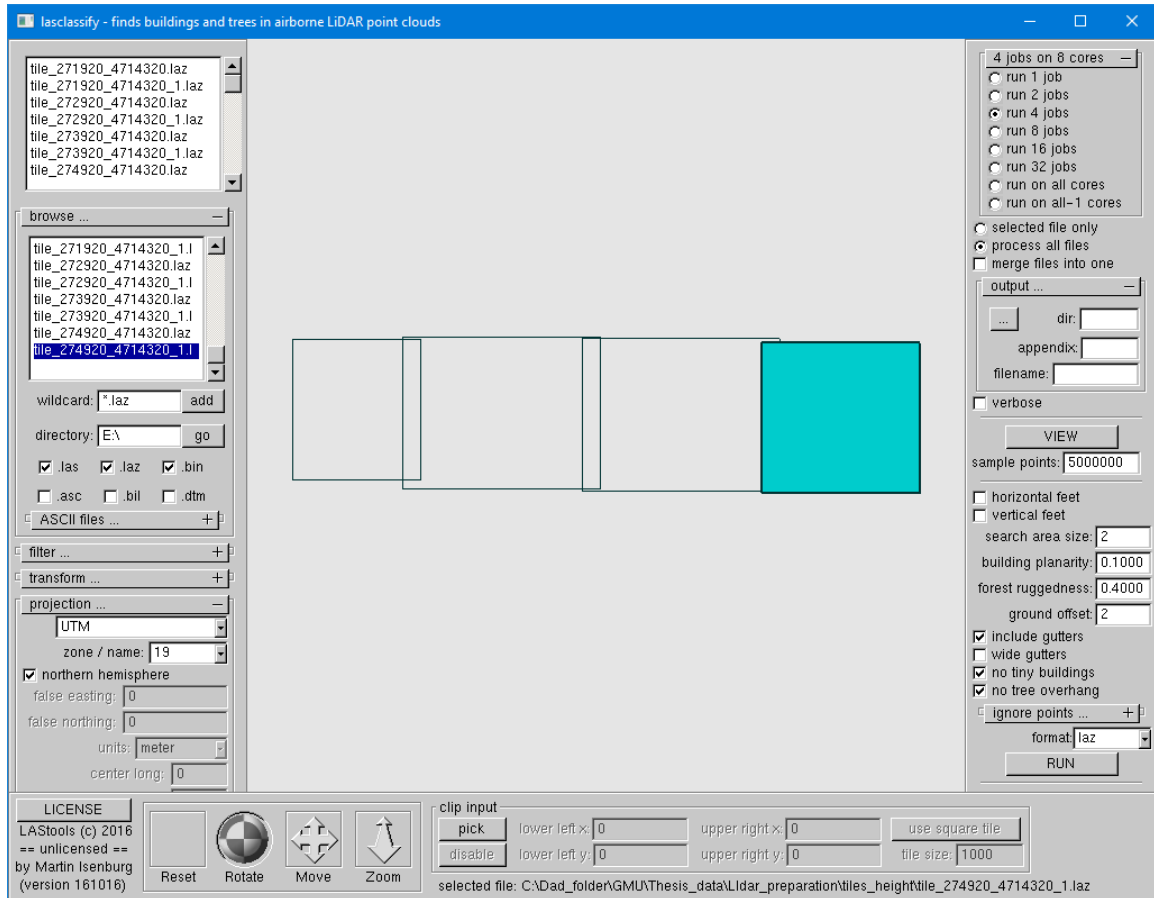 lasclassify - finds buildings and trees in airborne LiDAR point clouds
tile_271920_4714320.laz
tile_271920_4714320_1.laz
tile_272920_4714320.laz
tile_272920_4714320_1.laz
tile_273920_4714320.laz
tile_273920_4714320_1.laz
tile_274920_4714320.laz
browse ...
tile_271920_4714320_1.l
tile_272920_4714320.laz
tile_272920_4714320_1.l
tile_273920_4714320.laz
tile_273920_4714320_1.l
tile_274920_4714320.laz
tile_274920_4714320_1.l
wildcard: *.laz add
directory: E:\ go
.las .laz .bin
.asc .bil .dtm
ASCII files ... +
filter ... +
transform ... +
projection ...
UTM
zone / name: 19
northern hemisphere
false easting: 0
false northing: 0
units: meter
center long: 0
4 jobs on 8 cores
run 1 job
run 2 jobs
run 4 jobs
run 8 jobs
run 16 jobs
run 32 jobs
run on all cores
run on all-1 cores
selected file only
process all files
merge files into one
output ...
... dir:
appendix:
filename:
verbose
VIEW
sample points: 5000000
horizontal feet
vertical feet
search area size: 2
building planarity: 0.1000
forest ruggedness: 0.4000
ground offset: 2
include gutters
wide gutters
no tiny buildings
no tree overhang
ignore points ... +
format: laz
RUN
LICENSE
LAStools (c) 2016
== unlicensed ==
by Martin Isenburg
(version 161016)
Reset Rotate Move Zoom
clip input
pick lower left x: 0 upper right x: 0 use square tile
disable lower left y: 0 upper right y: 0 tile size: 1000
selected file: C:\Dad_folder\GMU\Thesis_data\LIdar_preparation\tiles_height\tile_274920_4714320_1.laz